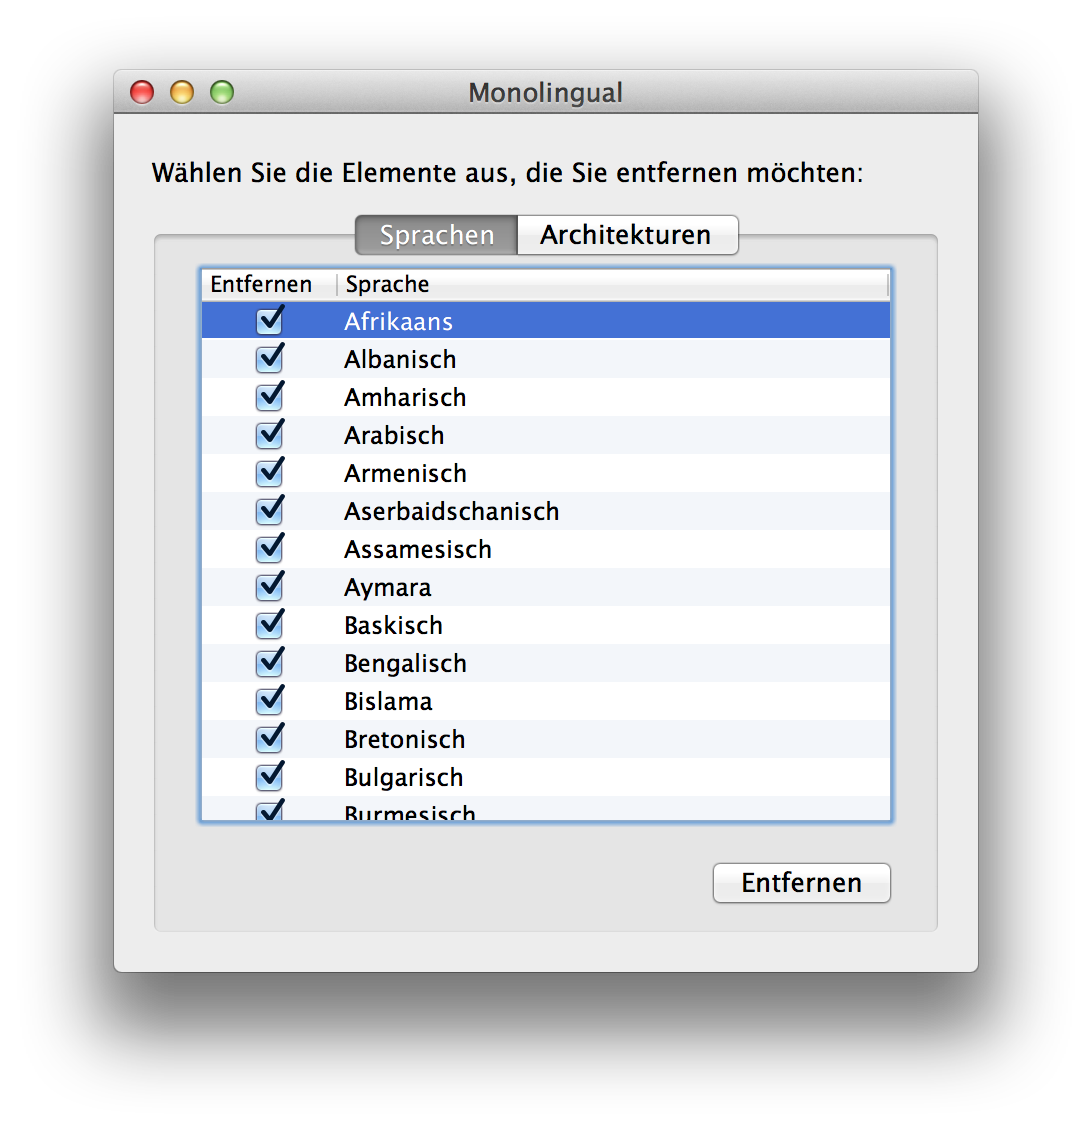 Monolingual
Wählen Sie die Elemente aus, die Sie entfernen möchten:
Sprachen Architekturen
Entfernen Sprache
Afrikaans
Albanisch
Amharisch
Arabisch
Armenisch
Aserbaidschanisch
Assamesisch
Aymara
Baskisch
Bengalisch
Bislama
Bretonisch
Bulgarisch
Burmesisch
Entfernen